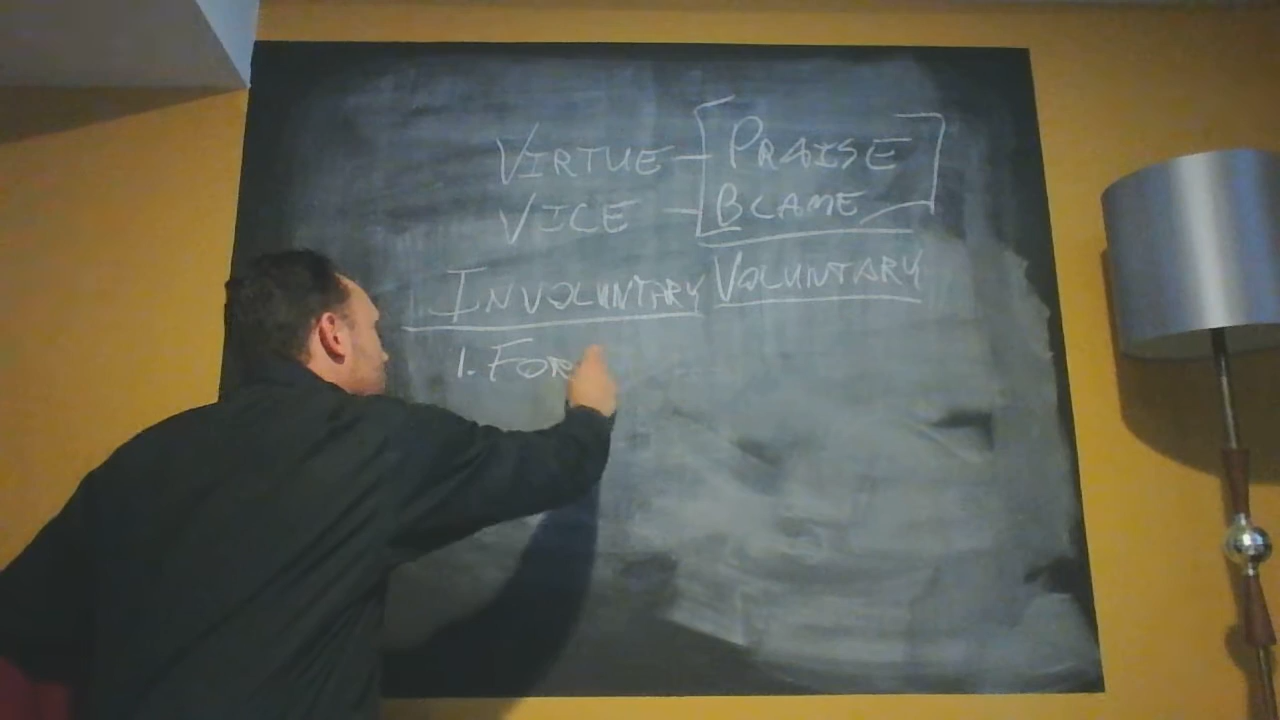 VIRTUE - PRAISE
VICE - BLAME
INVOLUNTARY VOLUNTARY
1. FOR